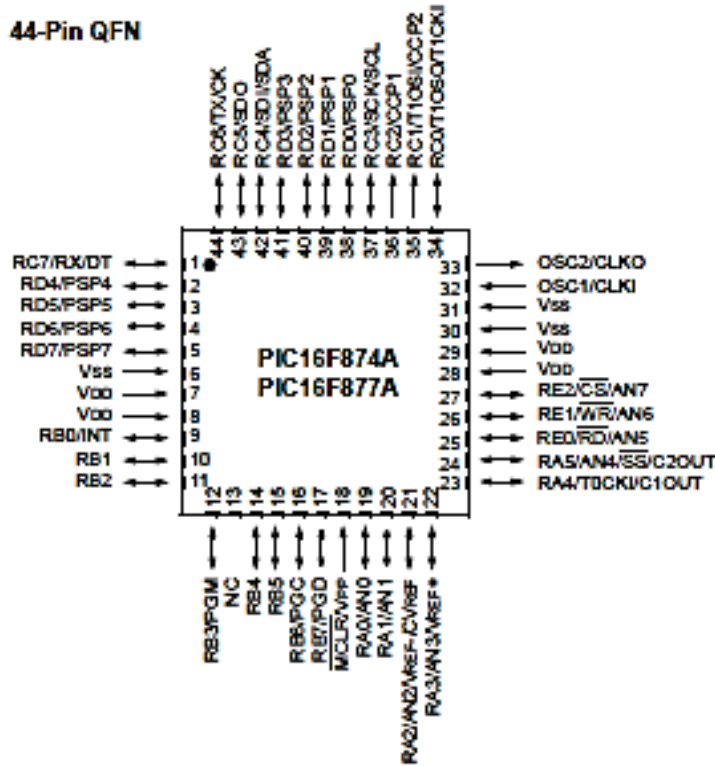 44-Pin QFN
RC6/TX/CK
RC5/SDO
RC4/SDI/SDA
RD3/PSP3
RD2/PSP2
RD1/PSP1
RD0/PSP0
RC3/SCK/SCL
RC2/CCP1
RC1/T1OSI/CCP2
RC0/T1OSO/T1CKI
44
43
42
41
40
39
38
37
36
35
34
RC7/RX/DT 1
RD4/PSP4 2
RD5/PSP5 3
RD6/PSP6 4
RD7/PSP7 5
VSS 6
VDD 7
VDD 8
RB0/INT 9
RB1 10
RB2 11
PIC16F874A
PIC16F877A
33 OSC2/CLKO
32 OSC1/CLKI
31 VSS
30 VSS
29 VDD
28 VDD
27 RE2/CS/AN7
26 RE1/WR/AN6
25 RE0/RD/AN5
24 RA5/AN4/SS/C2OUT
23 RA4/T0CKI/C1OUT
12
13
14
15
16
17
18
19
20
21
22
RB3/PGM
NC
RB4
RB5
RB6/PGC
RB7/PGD
MCLR/VPP
RA0/AN0
RA1/AN1
RA2/AN2/VREF-/CVREF
RA3/AN3/VREF+